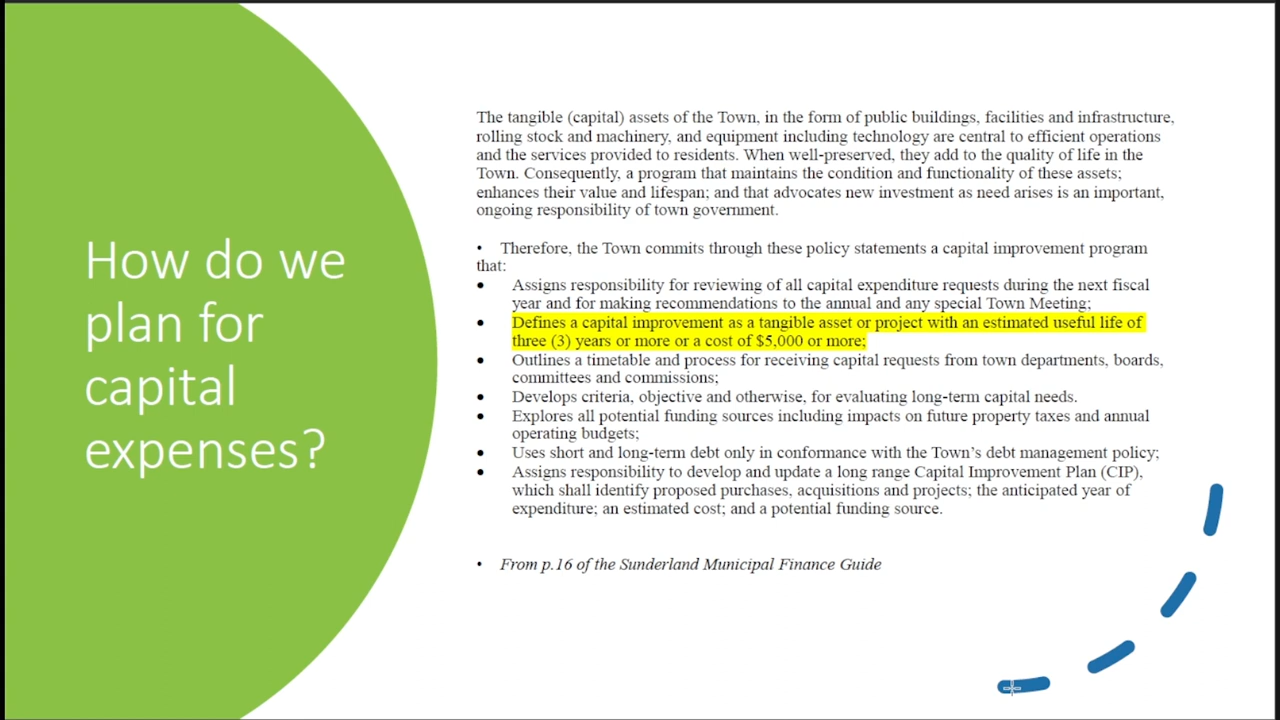 How do we
plan for
capital
expenses?
The tangible (capital) assets of the Town, in the form of public buildings, facilities and infrastructure,
rolling stock and machinery, and equipment including technology are central to efficient operations
and the services provided to residents. When well-preserved, they add to the quality of life in the
Town. Consequently, a program that maintains the condition and functionality of these assets;
enhances their value and lifespan; and that advocates new investment as need arises is an important,
ongoing responsibility of town government.
• Therefore, the Town commits through these policy statements a capital improvement program
that:
• Assigns responsibility for reviewing of all capital expenditure requests during the next fiscal
year and for making recommendations to the annual and any special Town Meeting;
• Defines a capital improvement as a tangible asset or project with an estimated useful life of
three (3) years or more or a cost of $5,000 or more;
• Outlines a timetable and process for receiving capital requests from town departments, boards,
committees and commissions;
• Develops criteria, objective and otherwise, for evaluating long-term capital needs.
• Explores all potential funding sources including impacts on future property taxes and annual
operating budgets;
• Uses short and long-term debt only in conformance with the Town's debt management policy;
• Assigns responsibility to develop and update a long range Capital Improvement Plan (CIP),
which shall identify proposed purchases, acquisitions and projects; the anticipated year of
expenditure; an estimated cost; and a potential funding source.
• From p.16 of the Sunderland Municipal Finance Guide